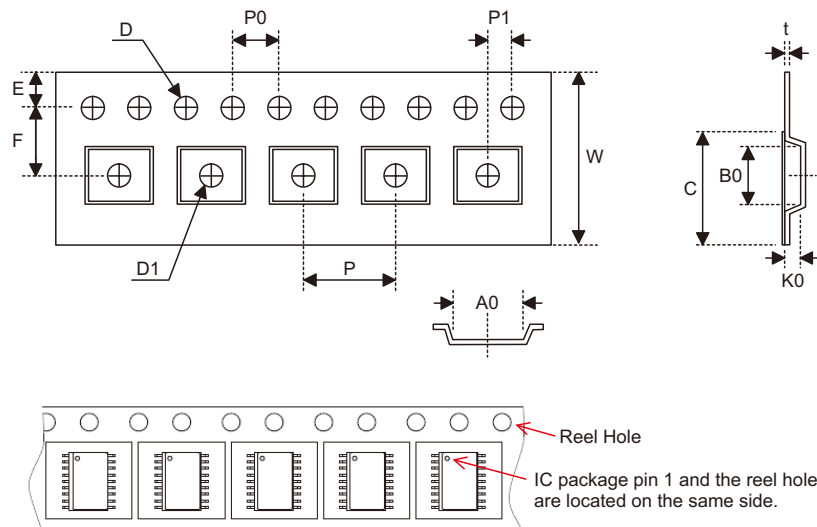 D
P0
P1
t
E
F
W
C
B0
D1
P
K0
A0
Reel Hole
IC package pin 1 and the reel hole
are located on the same side.